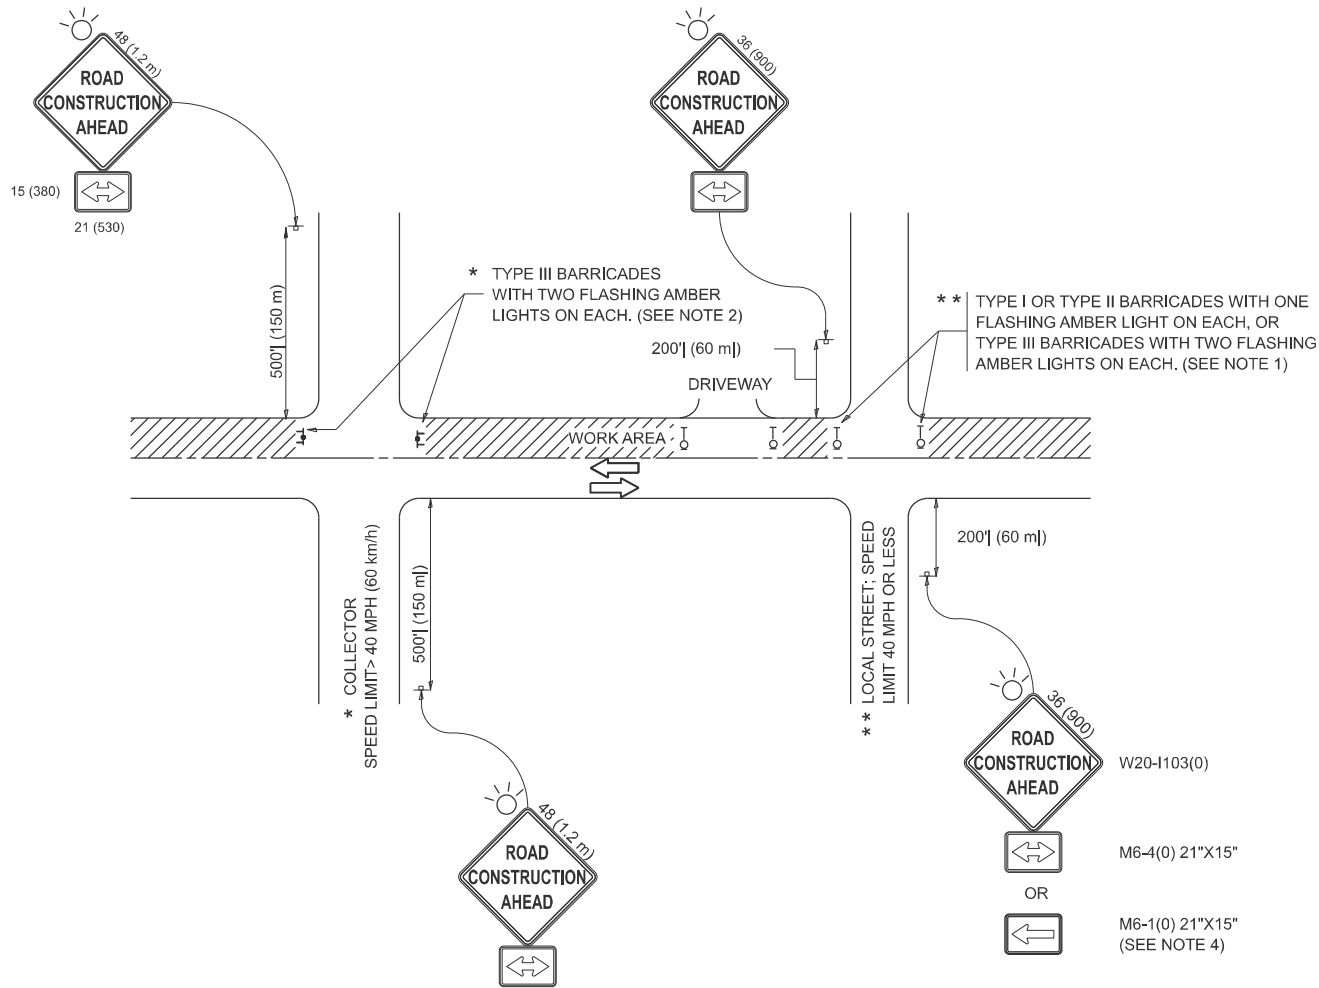 48 (1.2 m)
ROAD
CONSTRUCTION
AHEAD
15 (380)
21 (530)
36 (900)
ROAD
CONSTRUCTION
AHEAD
500'| (150 m)
* TYPE III BARRICADES
WITH TWO FLASHING AMBER
LIGHTS ON EACH. (SEE NOTE 2)
200'| (60 m|)
DRIVEWAY
** TYPE I OR TYPE II BARRICADES WITH ONE
FLASHING AMBER LIGHT ON EACH, OR
TYPE III BARRICADES WITH TWO FLASHING
AMBER LIGHTS ON EACH. (SEE NOTE 1)
WORK AREA
* COLLECTOR
SPEED LIMIT> 40 MPH (60 km/h)
500'| (150 m|)
** LOCAL STREET; SPEED
LIMIT 40 MPH OR LESS
200'| (60 m|)
36 (900)
ROAD
CONSTRUCTION
AHEAD
W20-I103(0)
M6-4(0) 21"X15"
OR
M6-1(0) 21"X15"
(SEE NOTE 4)
48 (1.2 m)
ROAD
CONSTRUCTION
AHEAD